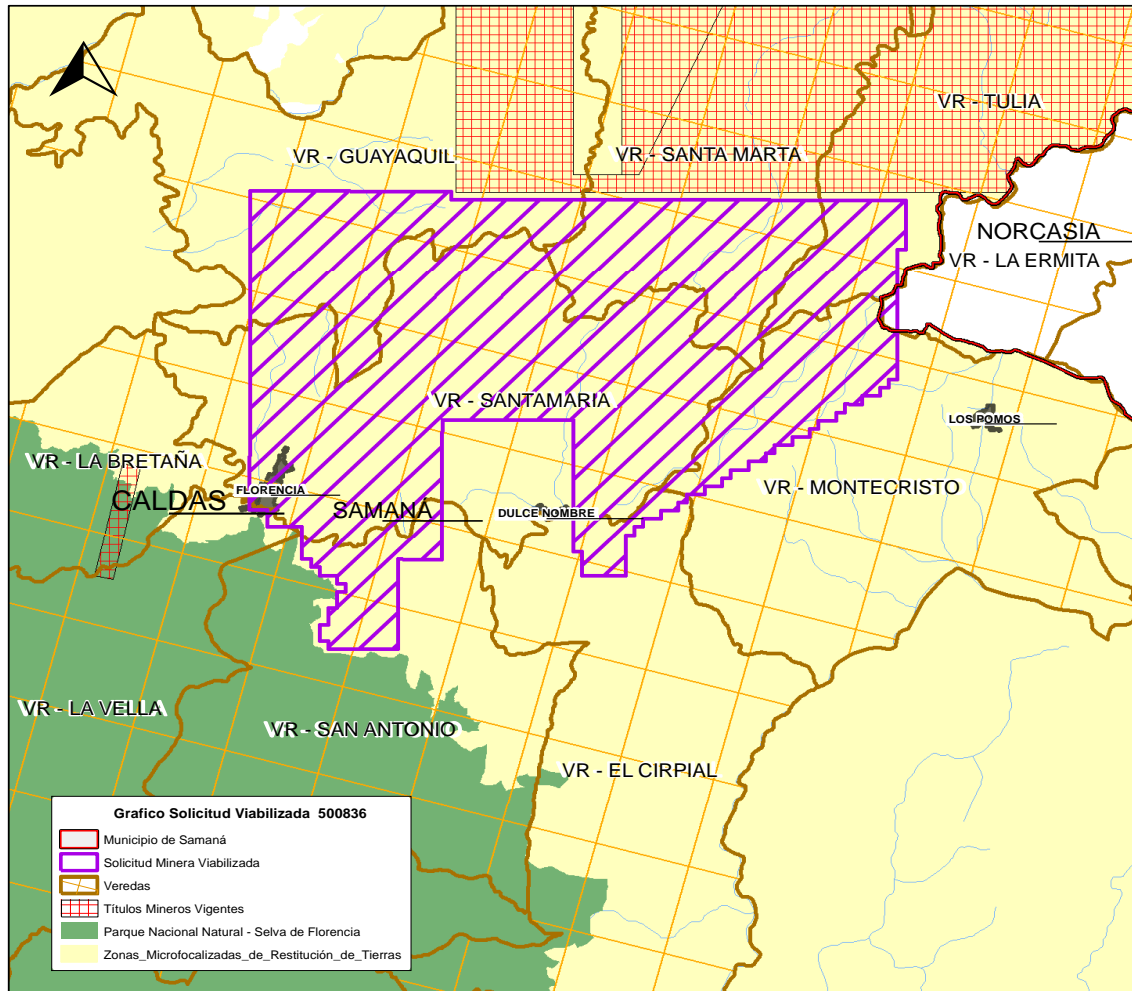 VR - TULIA
VR - GUAYAQUIL
VR - SANTA MARTA
NORCASIA
VR - LA ERMITA
VR - SANTAMARIA
LOS POMOS
VR - LA BRETAÑA
FLORENCIA
CALDAS
SAMANÁ
DULCE NOMBRE
VR - MONTECRISTO
VR - LA VELLA
VR - SAN ANTONIO
VR - EL CIRPIAL
Grafico Solicitud Viabilizada 500836
Municipio de Samaná
Solicitud Minera Viabilizada
Veredas
Títulos Mineros Vigentes
Parque Nacional Natural - Selva de Florencia
Zonas_Microfocalizadas_de_Restitución_de_Tierras